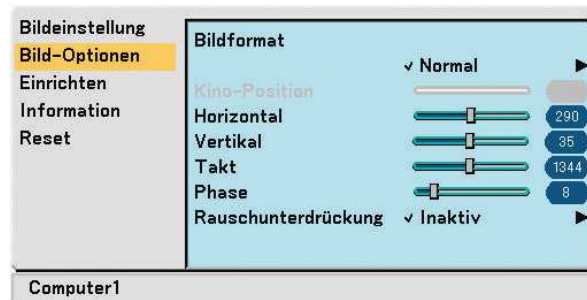 Bildeinstellung
Bild-Optionen
Einrichten
Information
Reset
Bildformat
✓ Normal ▶
Kino-Position
Horizontal 290
Vertikal 35
Takt 1344
Phase 8
Rauschunterdrückung ✓ Inaktiv ▶
Computer1